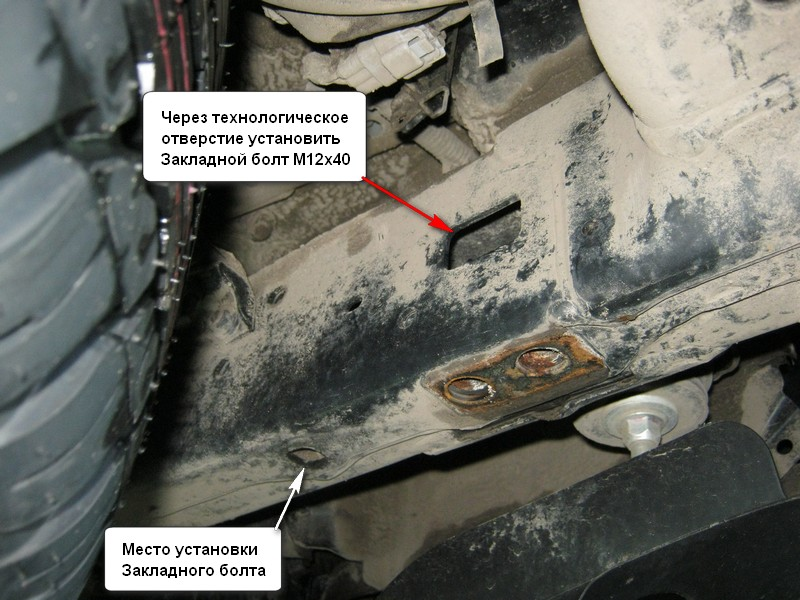 Через технологическое
отверстие установить
Закладной болт М12х40
Место установки
Закладного болта